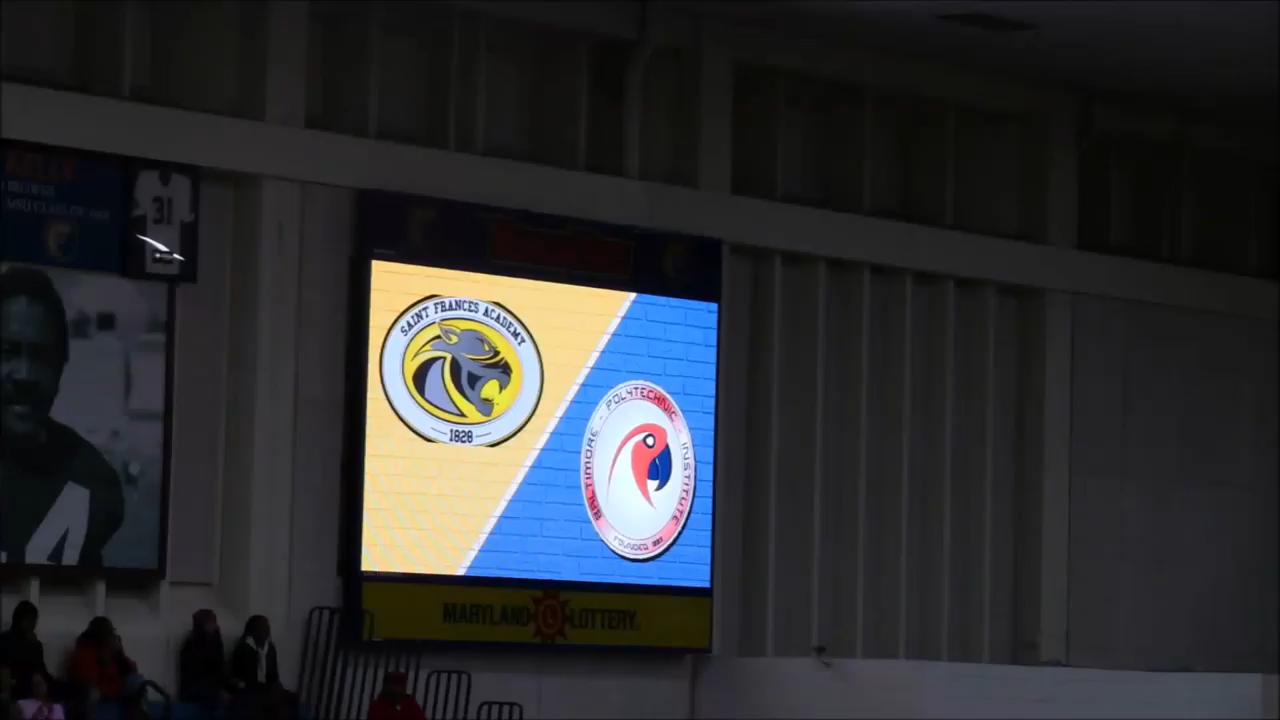 31
SAINT FRANCES ACADEMY
1828
BALTIMORE - POLYTECHNIC - INSTITUTE
MARYLAND LOTTERY